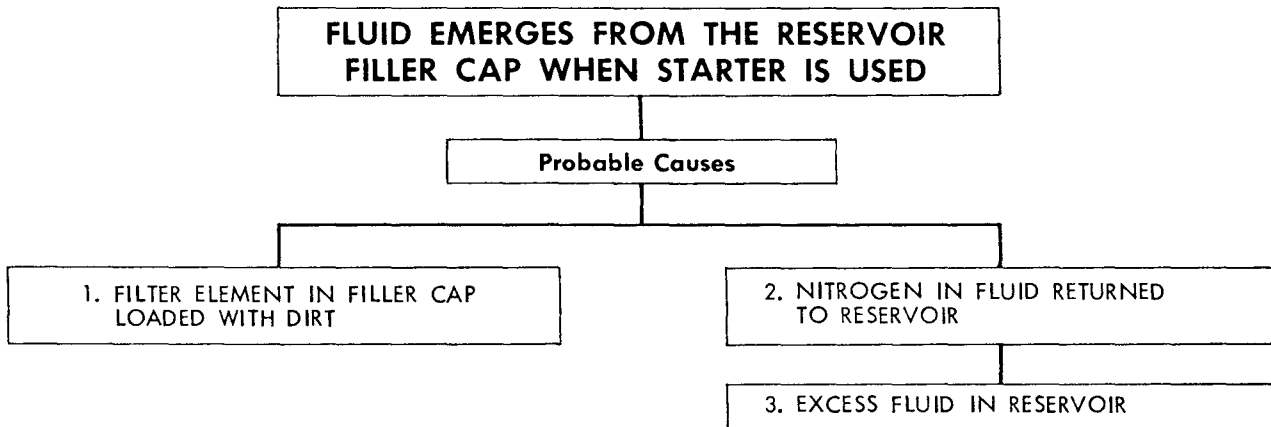 FLUID EMERGES FROM THE RESERVOIR
FILLER CAP WHEN STARTER IS USED
Probable Causes
1. FILTER ELEMENT IN FILLER CAP
LOADED WITH DIRT
2. NITROGEN IN FLUID RETURNED
TO RESERVOIR
3. EXCESS FLUID IN RESERVOIR